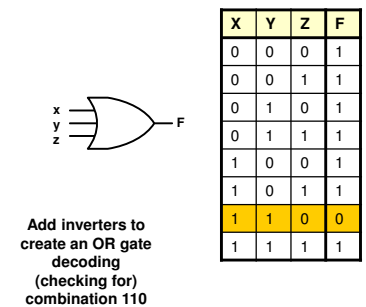 X Y Z F
0 0 0 1
0 0 1 1
0 1 0 1
0 1 1 1
1 0 0 1
1 0 1 1
1 1 0 0
1 1 1 1
x
y
z
F
Add inverters to
create an OR gate
decoding
(checking for)
combination 110